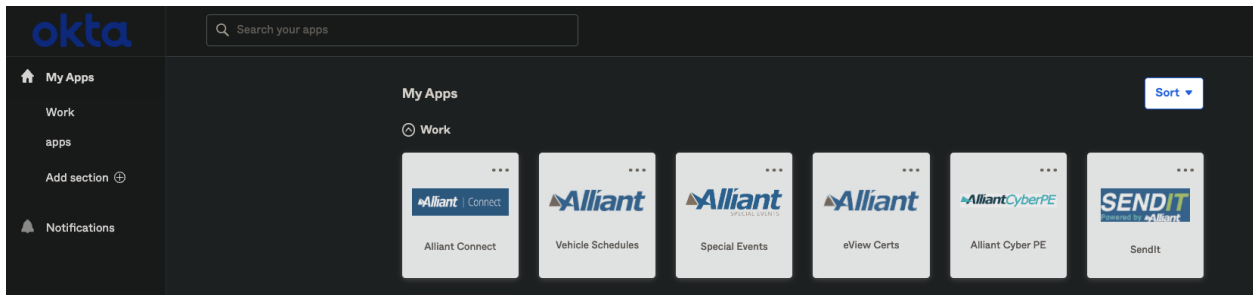 okta
Search your apps
My Apps
Work
apps
Add section
Notifications
My Apps
Sort
Work
Alliant | Connect
Alliant Connect
Alliant
Vehicle Schedules
Alliant
SPECIAL EVENTS
Special Events
Alliant
eView Certs
AlliantCyberPE
Alliant Cyber PE
SENDIT
Powered by Alliant
SendIt